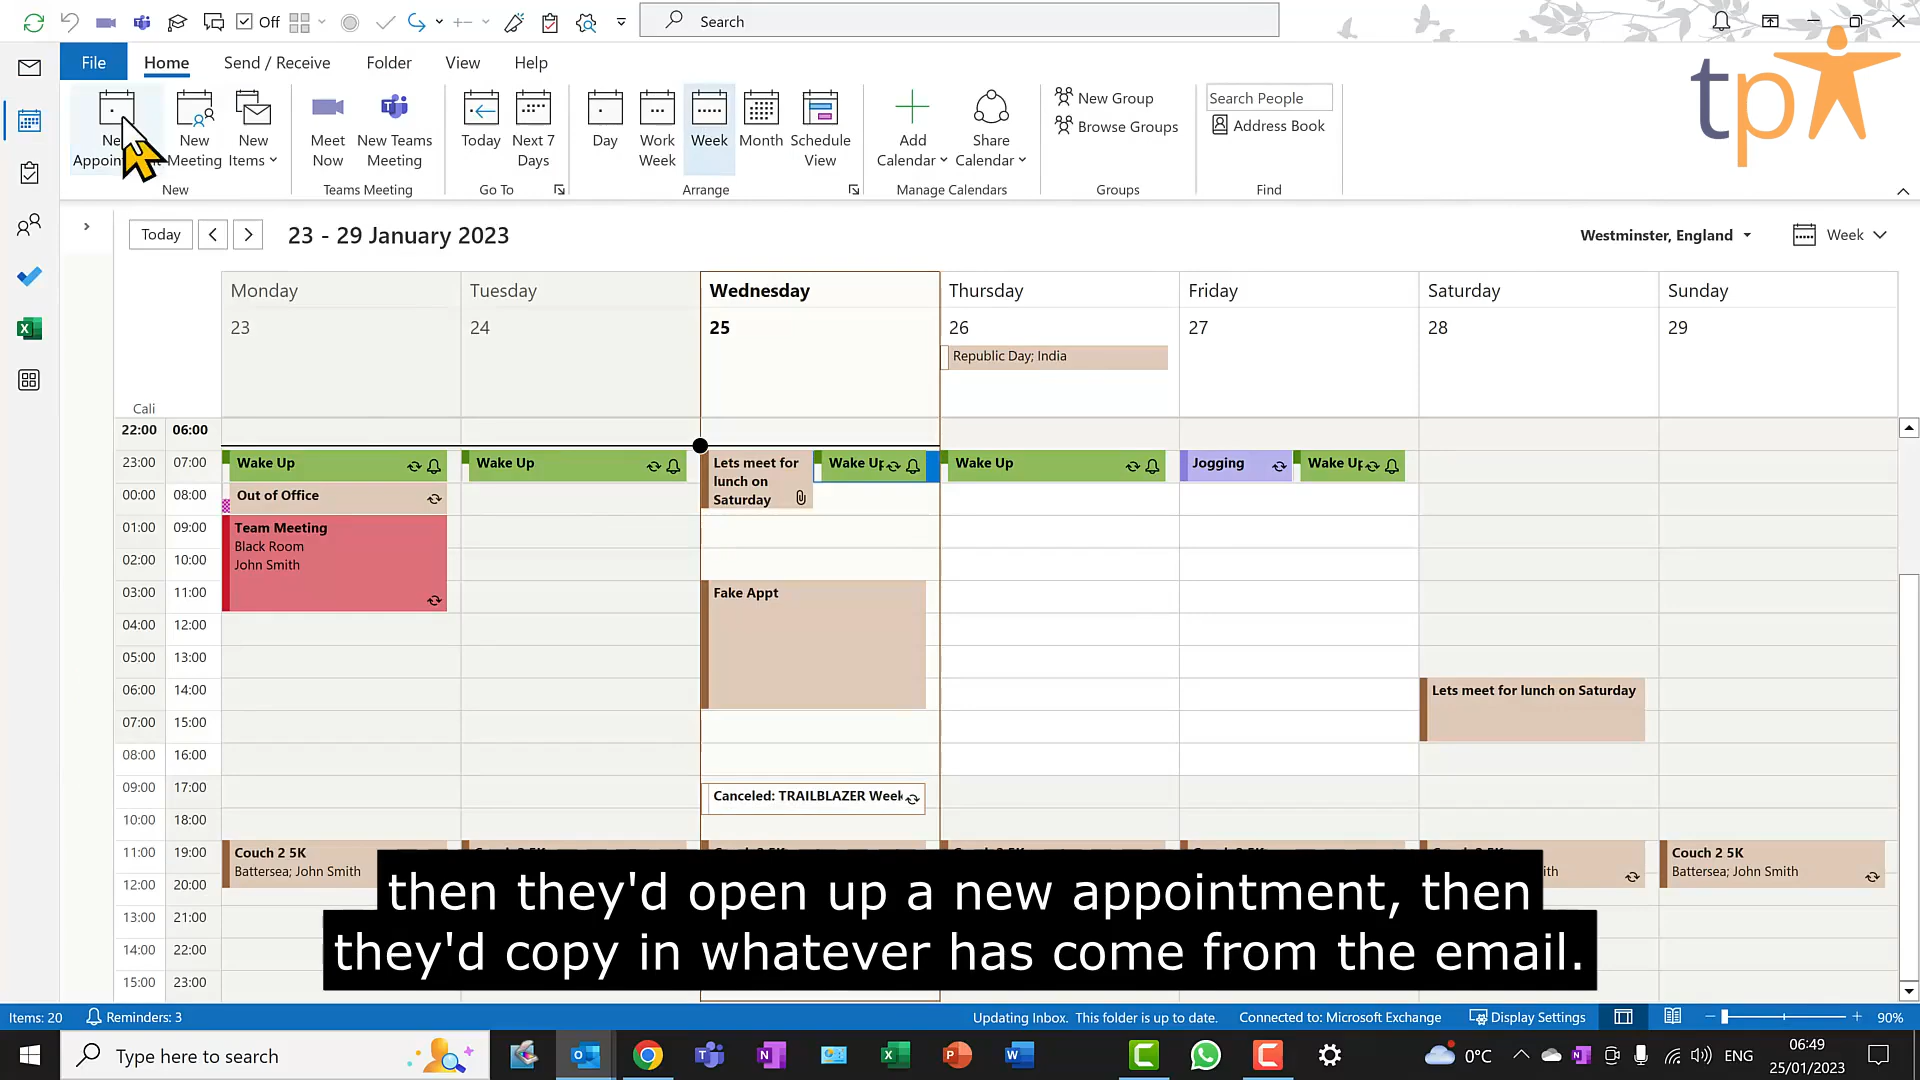 Off
Search
tp
File
Home
Send / Receive
Folder
View
Help
New Meeting
New Items
Meet Now
New Teams Meeting
Today
Next 7 Days
Day
Work Week
Week
Month
Schedule View
Add Calendar
Share Calendar
New Group
Browse Groups
Search People
Address Book
New
Teams Meeting
Go To
Arrange
Manage Calendars
Groups
Find
Today
23 - 29 January 2023
Westminster, England
Week
Monday
Tuesday
Wednesday
Thursday
Friday
Saturday
Sunday
23
24
25
26
27
28
29
Republic Day; India
Cali
22:00 06:00
23:00 07:00
Wake Up
Wake Up
Lets meet for
lunch on
Saturday
Wake Up
Wake Up
Jogging
Wake Up
00:00 08:00
Out of Office
01:00 09:00
Team Meeting
Black Room
John Smith
02:00 10:00
03:00 11:00
Fake Appt
04:00 12:00
05:00 13:00
06:00 14:00
Lets meet for lunch on Saturday
07:00 15:00
08:00 16:00
09:00 17:00
Canceled: TRAILBLAZER Week
10:00 18:00
11:00 19:00
Couch 2 5K
Battersea; John Smith
Couch 2 5K
Battersea; John Smith
12:00 20:00
13:00 21:00
14:00 22:00
15:00 23:00
then they'd open up a new appointment, then
they'd copy in whatever has come from the email.
Items: 20
Reminders: 3
Updating Inbox. This folder is up to date.
Connected to: Microsoft Exchange
Display Settings
90%
Type here to search
0°C
ENG
06:49
25/01/2023